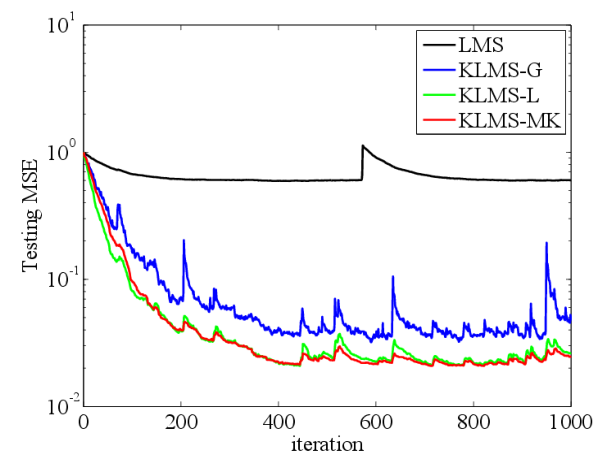 10^1
LMS
KLMS-G
KLMS-L
KLMS-MK
10^0
Testing MSE
10^-1
10^-2
0 200 400 600 800 1000
iteration